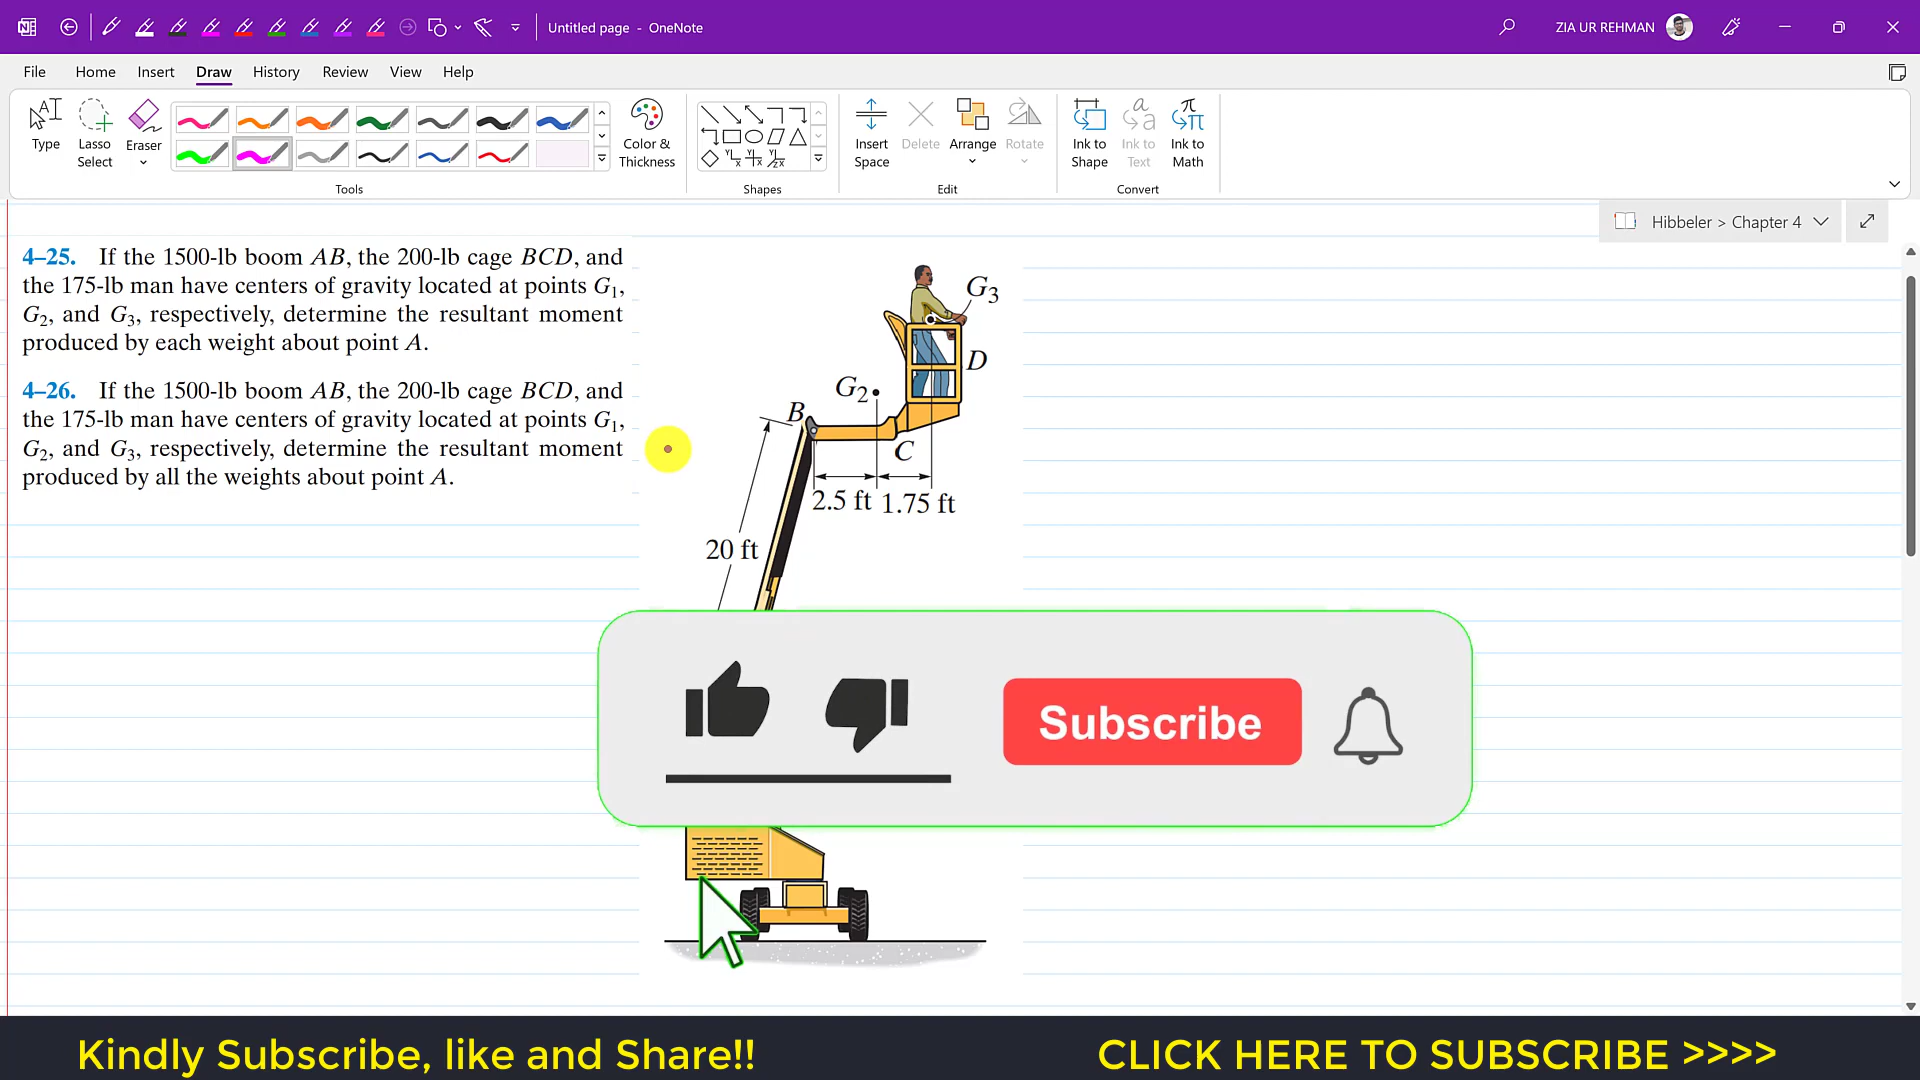 Untitled page - OneNote
ZIA UR REHMAN
File Home Insert Draw History Review View Help
Type
Lasso Select
Eraser
Color & Thickness
Insert Space
Delete
Arrange
Rotate
Ink to Shape
Ink to Text
Ink to Math
Tools
Shapes
Edit
Convert
Hibbeler > Chapter 4
4–25. If the 1500-lb boom AB, the 200-lb cage BCD, and
the 175-lb man have centers of gravity located at points G₁,
G₂, and G₃, respectively, determine the resultant moment
produced by each weight about point A.
4–26. If the 1500-lb boom AB, the 200-lb cage BCD, and
the 175-lb man have centers of gravity located at points G₁,
G₂, and G₃, respectively, determine the resultant moment
produced by all the weights about point A.
G₃
D
G₂
B
C
2.5 ft 1.75 ft
20 ft
Subscribe
Kindly Subscribe, like and Share!!
CLICK HERE TO SUBSCRIBE >>>>